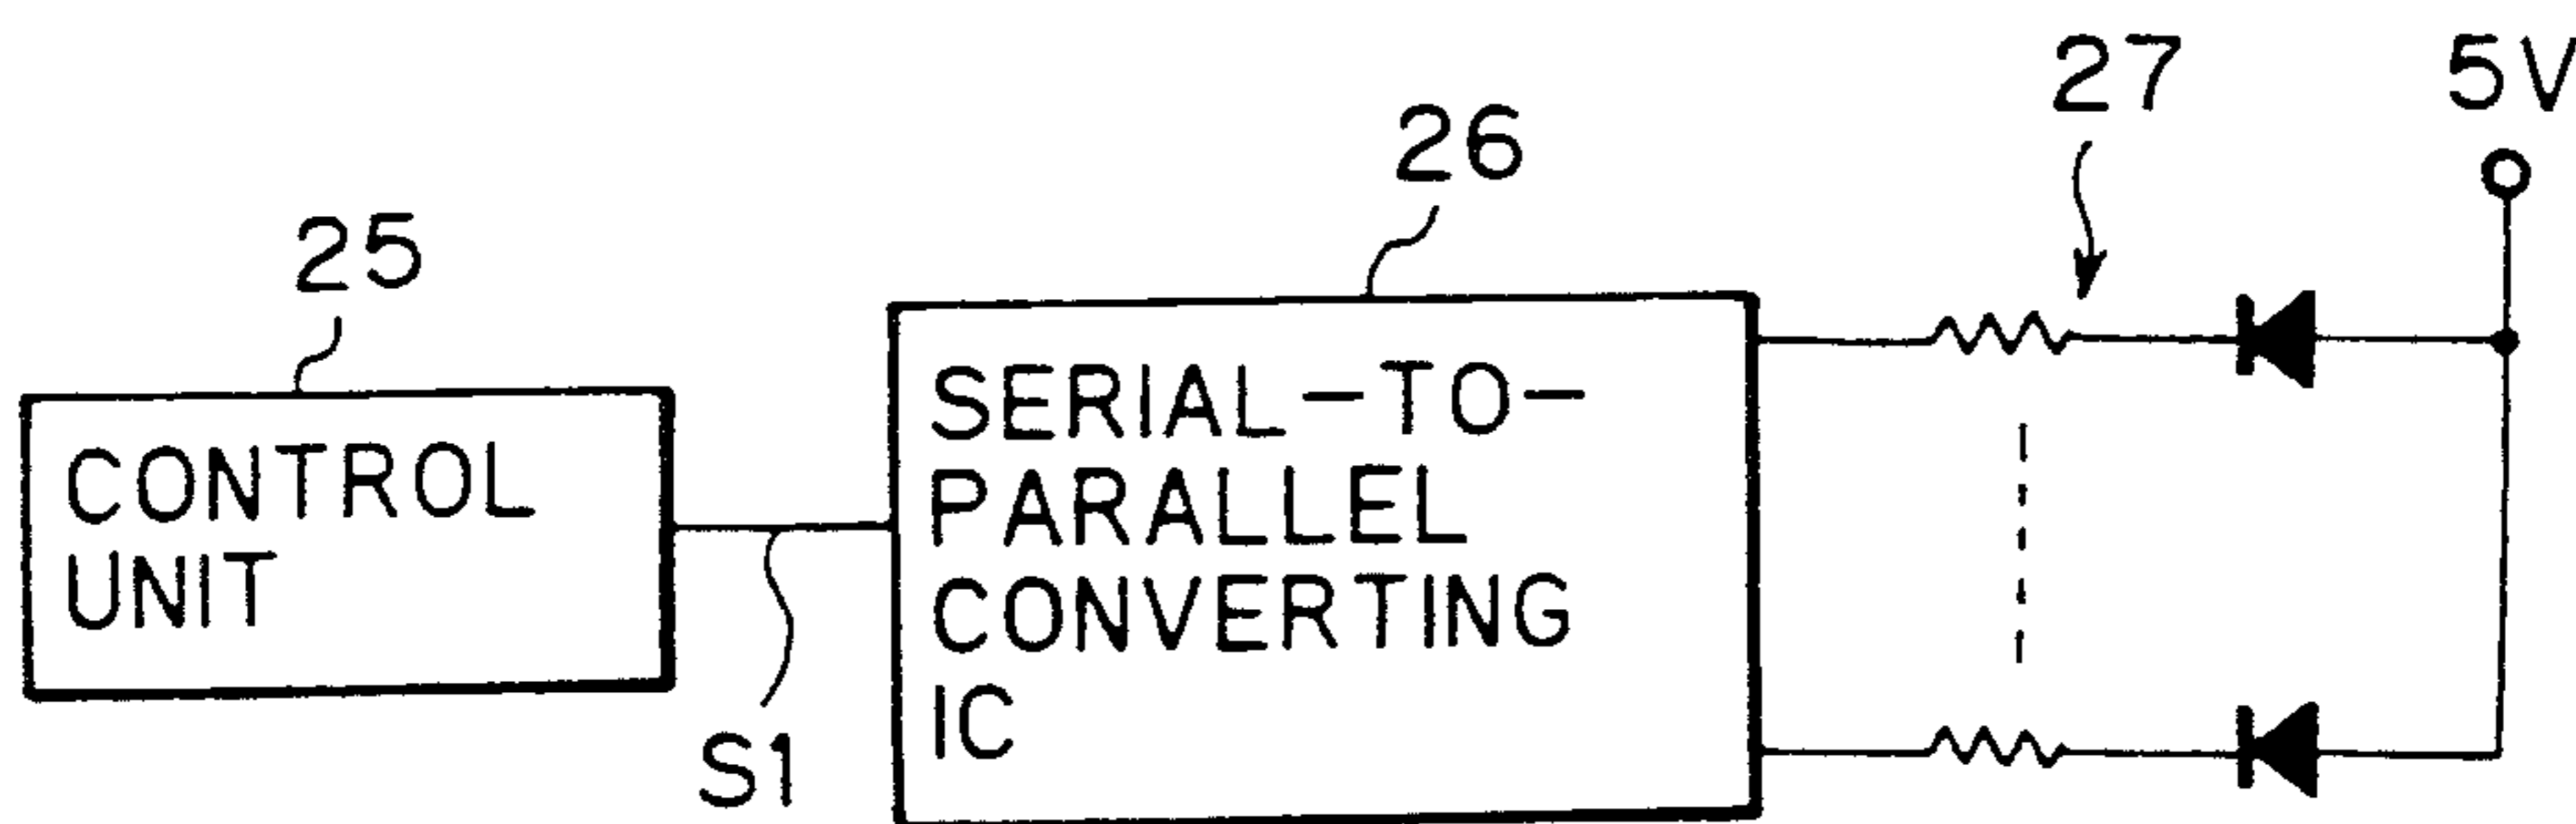 27
5V
26
25
CONTROL
UNIT
S1
SERIAL-TO-
PARALLEL
CONVERTING
IC